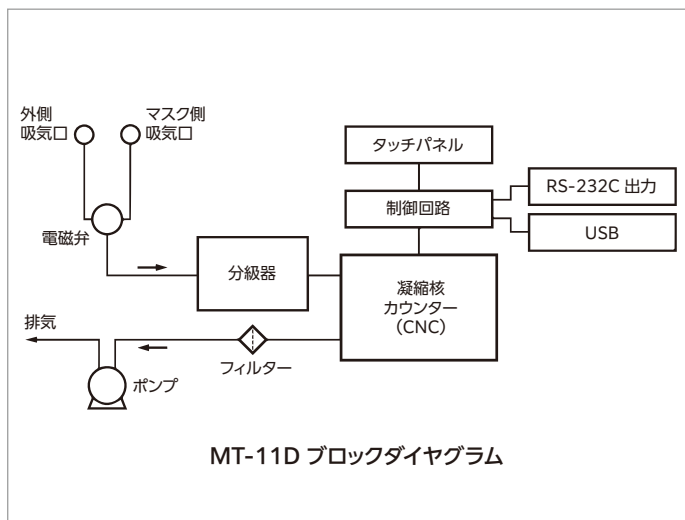 外側
吸気口
マスク側
吸気口
電磁弁
タッチパネル
制御回路
RS-232C 出力
USB
分級器
凝縮核
カウンター
(CNC)
排気
フィルター
ポンプ
MT-11D ブロックダイヤグラム